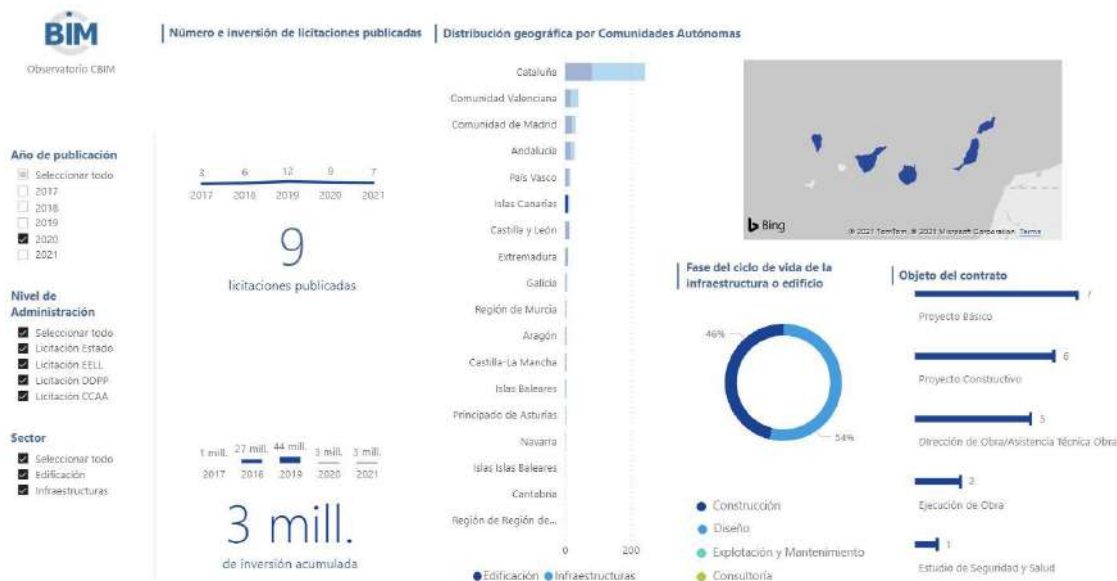 BIM
Observatorio CBIM
Año de publicación
Seleccionar todo
2017
2018
2019
2020
2021
Nivel de
Administración
Seleccionar todo
Licitación Estado
Licitación EELL
Licitación DDPP
Licitación CCAA
Sector
Seleccionar todo
Edificación
Infraestructuras
Número e inversión de licitaciones publicadas
3 6 12 9 7
2017 2018 2019 2020 2021
9
licitaciones publicadas
1 mill. 27 mill. 44 mill. 3 mill. 3 mill.
2017 2018 2019 2020 2021
3 mill.
de inversión acumulada
Distribución geográfica por Comunidades Autónomas
Cataluña
Comunidad Valenciana
Comunidad de Madrid
Andalucía
País Vasco
Islas Canarias
Castilla y León
Extremadura
Galicia
Región de Murcia
Aragón
Castilla-La Mancha
Islas Baleares
Principado de Asturias
Navarra
Islas Islas Baleares
Cantabria
Región de Región de...
0 200
Edificación Infraestructuras
Bing
© 2021 TomTom, © 2021 Microsoft Corporation Terms
Fase del ciclo de vida de la
infraestructura o edificio
46%
54%
Construcción
Diseño
Explotación y Mantenimiento
Consultoría
Objeto del contrato
7
Proyecto Básico
6
Proyecto Constructivo
5
Dirección de Obra/Asistencia Técnica Obra
2
Ejecución de Obra
1
Estudio de Seguridad y Salud